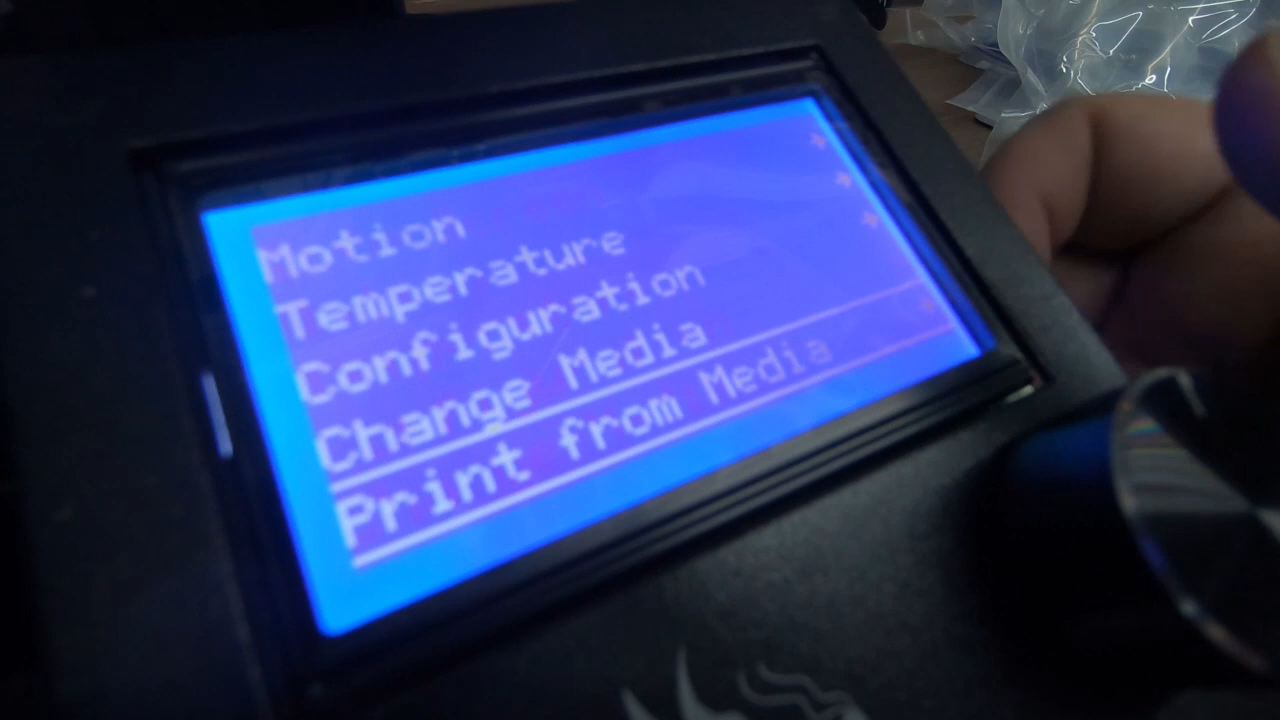 Motion
Temperature
Configuration
Change Media
Print from Media